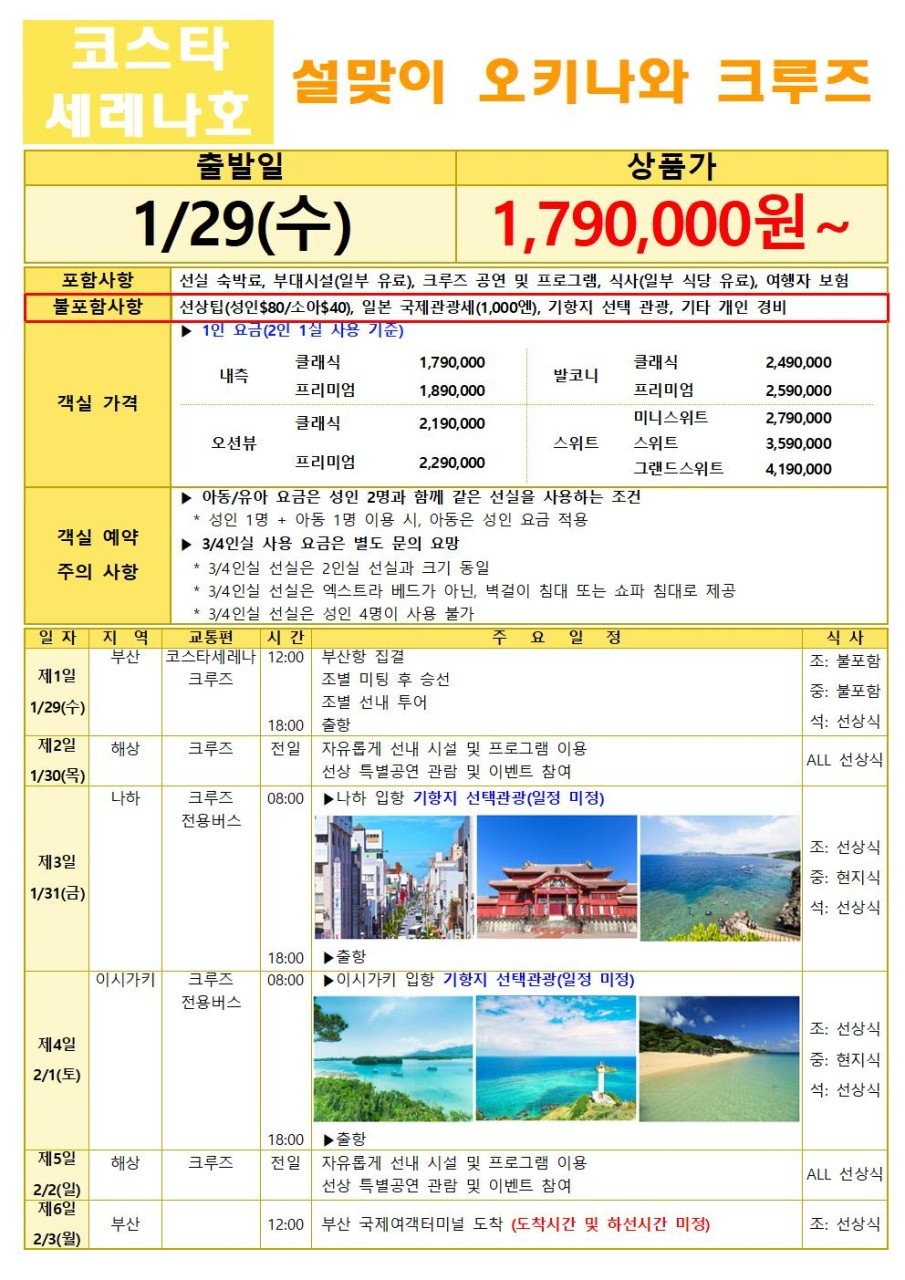 코스타
세레나호
설맞이 오키나와 크루즈
출발일 상품가
1/29(수) 1,790,000원~
포함사항 선실 숙박료, 부대시설(일부 유료), 크루즈 공연 및 프로그램, 식사(일부 식당 유료), 여행자 보험
불포함사항 선상팁(성인$80/소아$40), 일본 국제관광세(1,000엔), 기항지 선택 관광, 기타 개인 경비
객실 가격
▶ 1인 요금(2인 1실 사용 기준)
내측
클래식 1,790,000
프리미엄 1,890,000
발코니
클래식 2,490,000
프리미엄 2,590,000
오션뷰
클래식 2,190,000
프리미엄 2,290,000
스위트
미니스위트 2,790,000
스위트 3,590,000
그랜드스위트 4,190,000
객실 예약
주의 사항
▶ 아동/유아 요금은 성인 2명과 함께 같은 선실을 사용하는 조건
* 성인 1명 + 아동 1명 이용 시, 아동은 성인 요금 적용
▶ 3/4인실 사용 요금은 별도 문의 요망
* 3/4인실 선실은 2인실 선실과 크기 동일
* 3/4인실 선실은 엑스트라 베드가 아닌, 벽걸이 침대 또는 쇼파 침대로 제공
* 3/4인실 선실은 성인 4명이 사용 불가
일 자 지 역 교통편 시 간 주 요 일 정 식 사
제1일
1/29(수)
부산
코스타세레나
크루즈
12:00 부산항 집결
조별 미팅 후 승선
조별 선내 투어
18:00 출항
조: 불포함
중: 불포함
석: 선상식
제2일
1/30(목)
해상
크루즈
전일
자유롭게 선내 시설 및 프로그램 이용
선상 특별공연 관람 및 이벤트 참여
ALL 선상식
제3일
1/31(금)
나하
크루즈
전용버스
08:00 ▶나하 입항 기항지 선택관광(일정 미정)
18:00 ▶출항
조: 선상식
중: 현지식
석: 선상식
제4일
2/1(토)
이시가키
크루즈
전용버스
08:00 ▶이시가키 입항 기항지 선택관광(일정 미정)
18:00 ▶출항
조: 선상식
중: 현지식
석: 선상식
제5일
2/2(일)
해상
크루즈
전일
자유롭게 선내 시설 및 프로그램 이용
선상 특별공연 관람 및 이벤트 참여
ALL 선상식
제6일
2/3(월)
부산
12:00 부산 국제여객터미널 도착 (도착시간 및 하선시간 미정)
조: 선상식